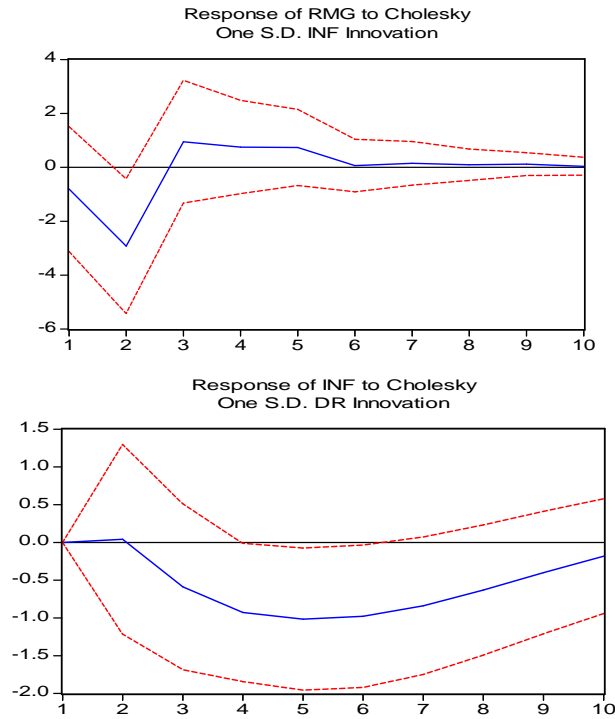 Response of RMG to Cholesky
One S.D. INF Innovation
4
2
0
-2
-4
-6
1 2 3 4 5 6 7 8 9 10
Response of INF to Cholesky
One S.D. DR Innovation
1.5
1.0
0.5
0.0
-0.5
-1.0
-1.5
-2.0
1 2 3 4 5 6 7 8 9 10